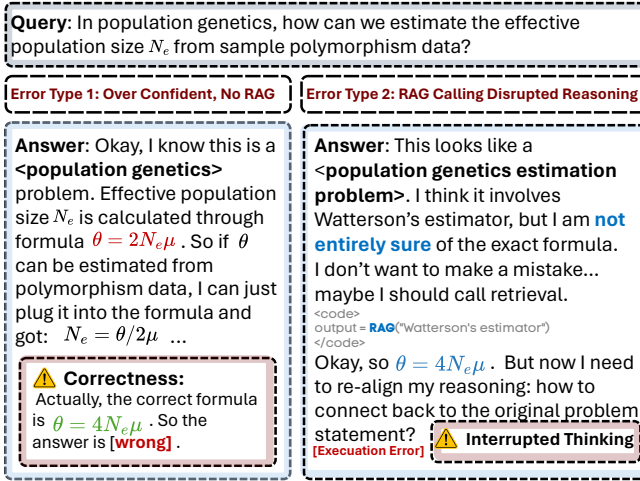 Query: In population genetics, how can we estimate the effective
population size N_e from sample polymorphism data?
Error Type 1: Over Confident, No RAG
Answer: Okay, I know this is a
<population genetics>
problem. Effective population
size N_e is calculated through
formula θ = 2N_eμ . So if θ
can be estimated from
polymorphism data, I can just
plug it into the formula and
got: N_e = θ/2μ ...
⚠ Correctness:
Actually, the correct formula
is θ = 4N_eμ . So the
answer is [wrong] .
Error Type 2: RAG Calling Disrupted Reasoning
Answer: This looks like a
<population genetics estimation
problem>. I think it involves
Watterson's estimator, but I am not
entirely sure of the exact formula.
I don't want to make a mistake...
maybe I should call retrieval.
<code>
output = RAG("Watterson's estimator")
</code>
Okay, so θ = 4N_eμ . But now I need
to re-align my reasoning: how to
connect back to the original problem
statement?
[Execuation Error]
⚠ Interrupted Thinking